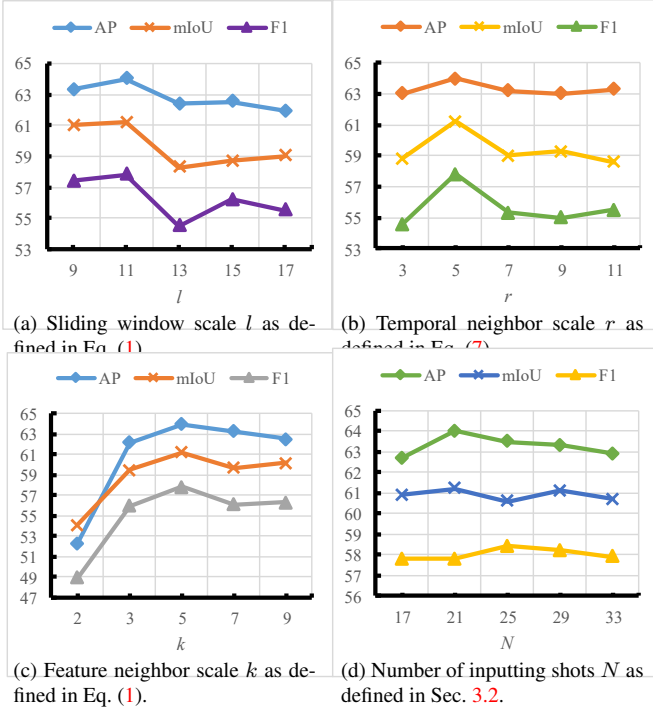 AP mIoU F1
65
63
61
59
57
55
53
9 11 13 15 17
l
(a) Sliding window scale l as de-
fined in Eq. (1).
AP mIoU F1
65
63
61
59
57
55
53
3 5 7 9 11
r
(b) Temporal neighbor scale r as
defined in Eq. (7)
AP mIoU F1
65
63
61
59
57
55
53
51
49
47
2 3 5 7 9
k
(c) Feature neighbor scale k as de-
fined in Eq. (1).
AP mIoU F1
65
64
63
62
61
60
59
58
57
56
17 21 25 29 33
N
(d) Number of inputting shots N as
defined in Sec. 3.2.